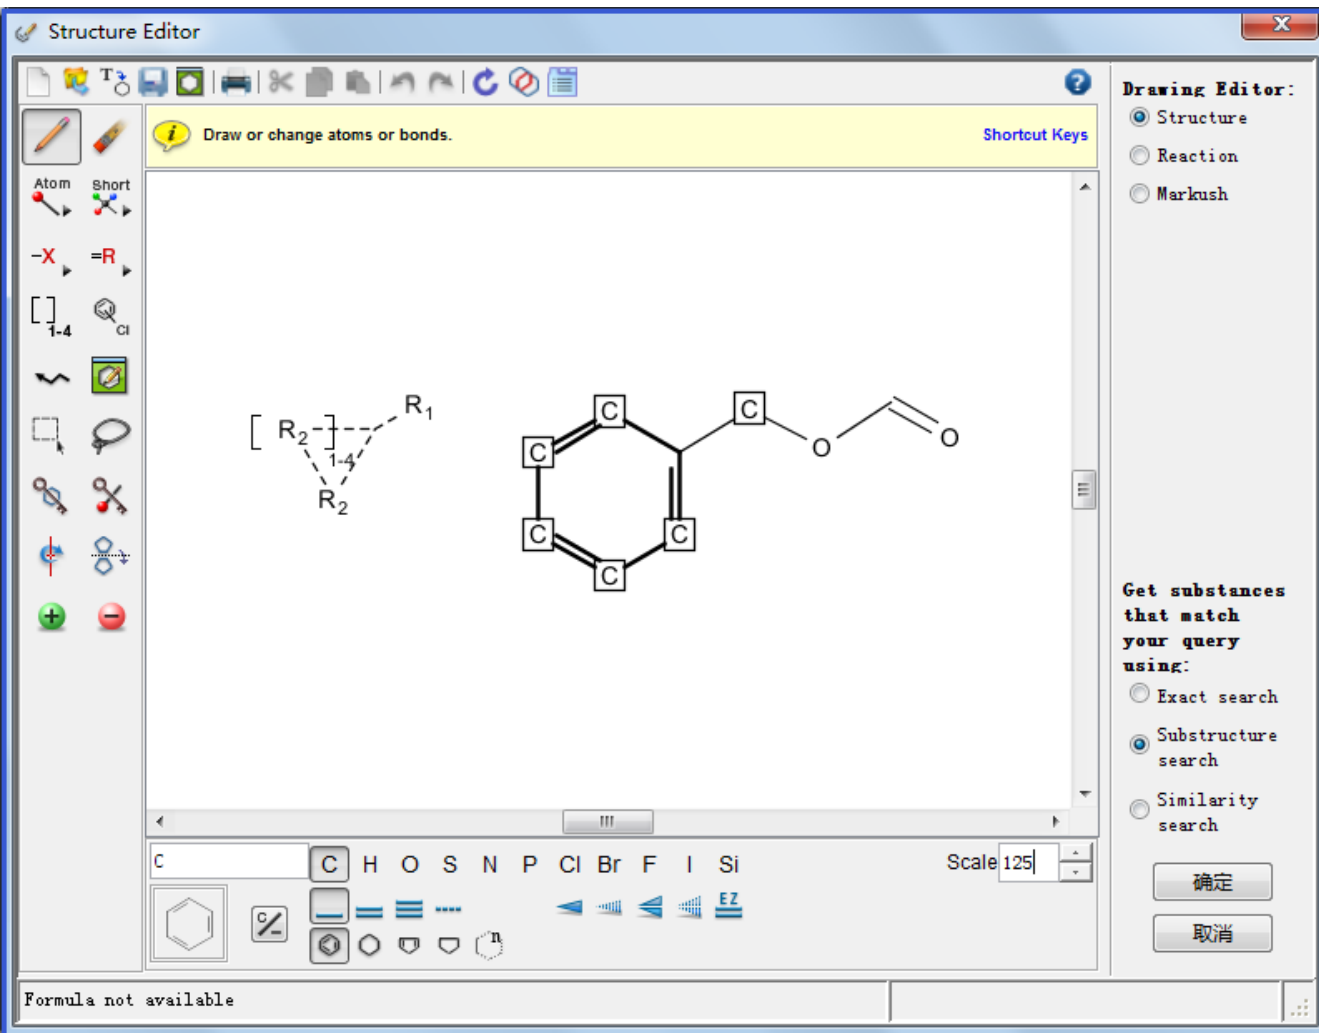 Structure Editor
X
T
?
Drawing Editor:
Structure
Reaction
Markush
i Draw or change atoms or bonds.
Shortcut Keys
Atom
Short
-X
=R
[ ]1-4
Cl
[R2]1-4
R1
R2
C
C
C
C
C
C
O
O
Get substances
that match
your query
using:
Exact search
Substructure
search
Similarity
search
确定
取消
C
C H O S N P Cl Br F I Si
Scale 125
C/-
EZ
n
Formula not available